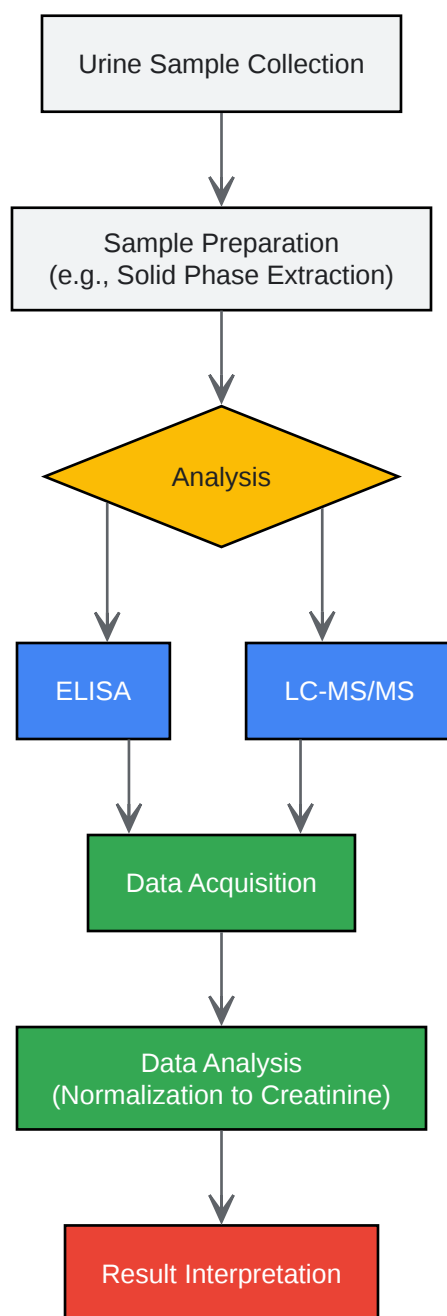 Urine Sample Collection
Sample Preparation
(e.g., Solid Phase Extraction)
Analysis
ELISA
LC-MS/MS
Data Acquisition
Data Analysis
(Normalization to Creatinine)
Result Interpretation